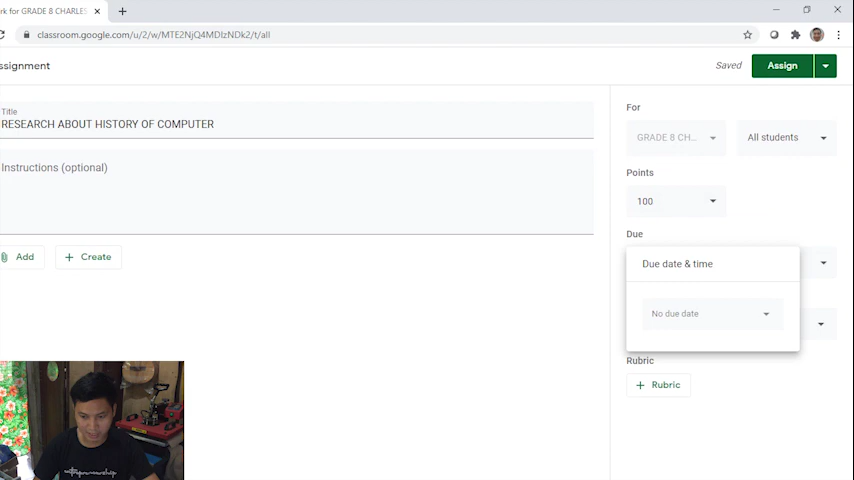 rk for GRADE 8 CHARLES
classroom.google.com/u/2/w/MTE2NjQ4MDIzNDk2/t/all
ssignment
Saved
Assign
Title
RESEARCH ABOUT HISTORY OF COMPUTER
Instructions (optional)
Add
Create
For
GRADE 8 CH...
All students
Points
100
Due
Due date & time
No due date
Rubric
Rubric